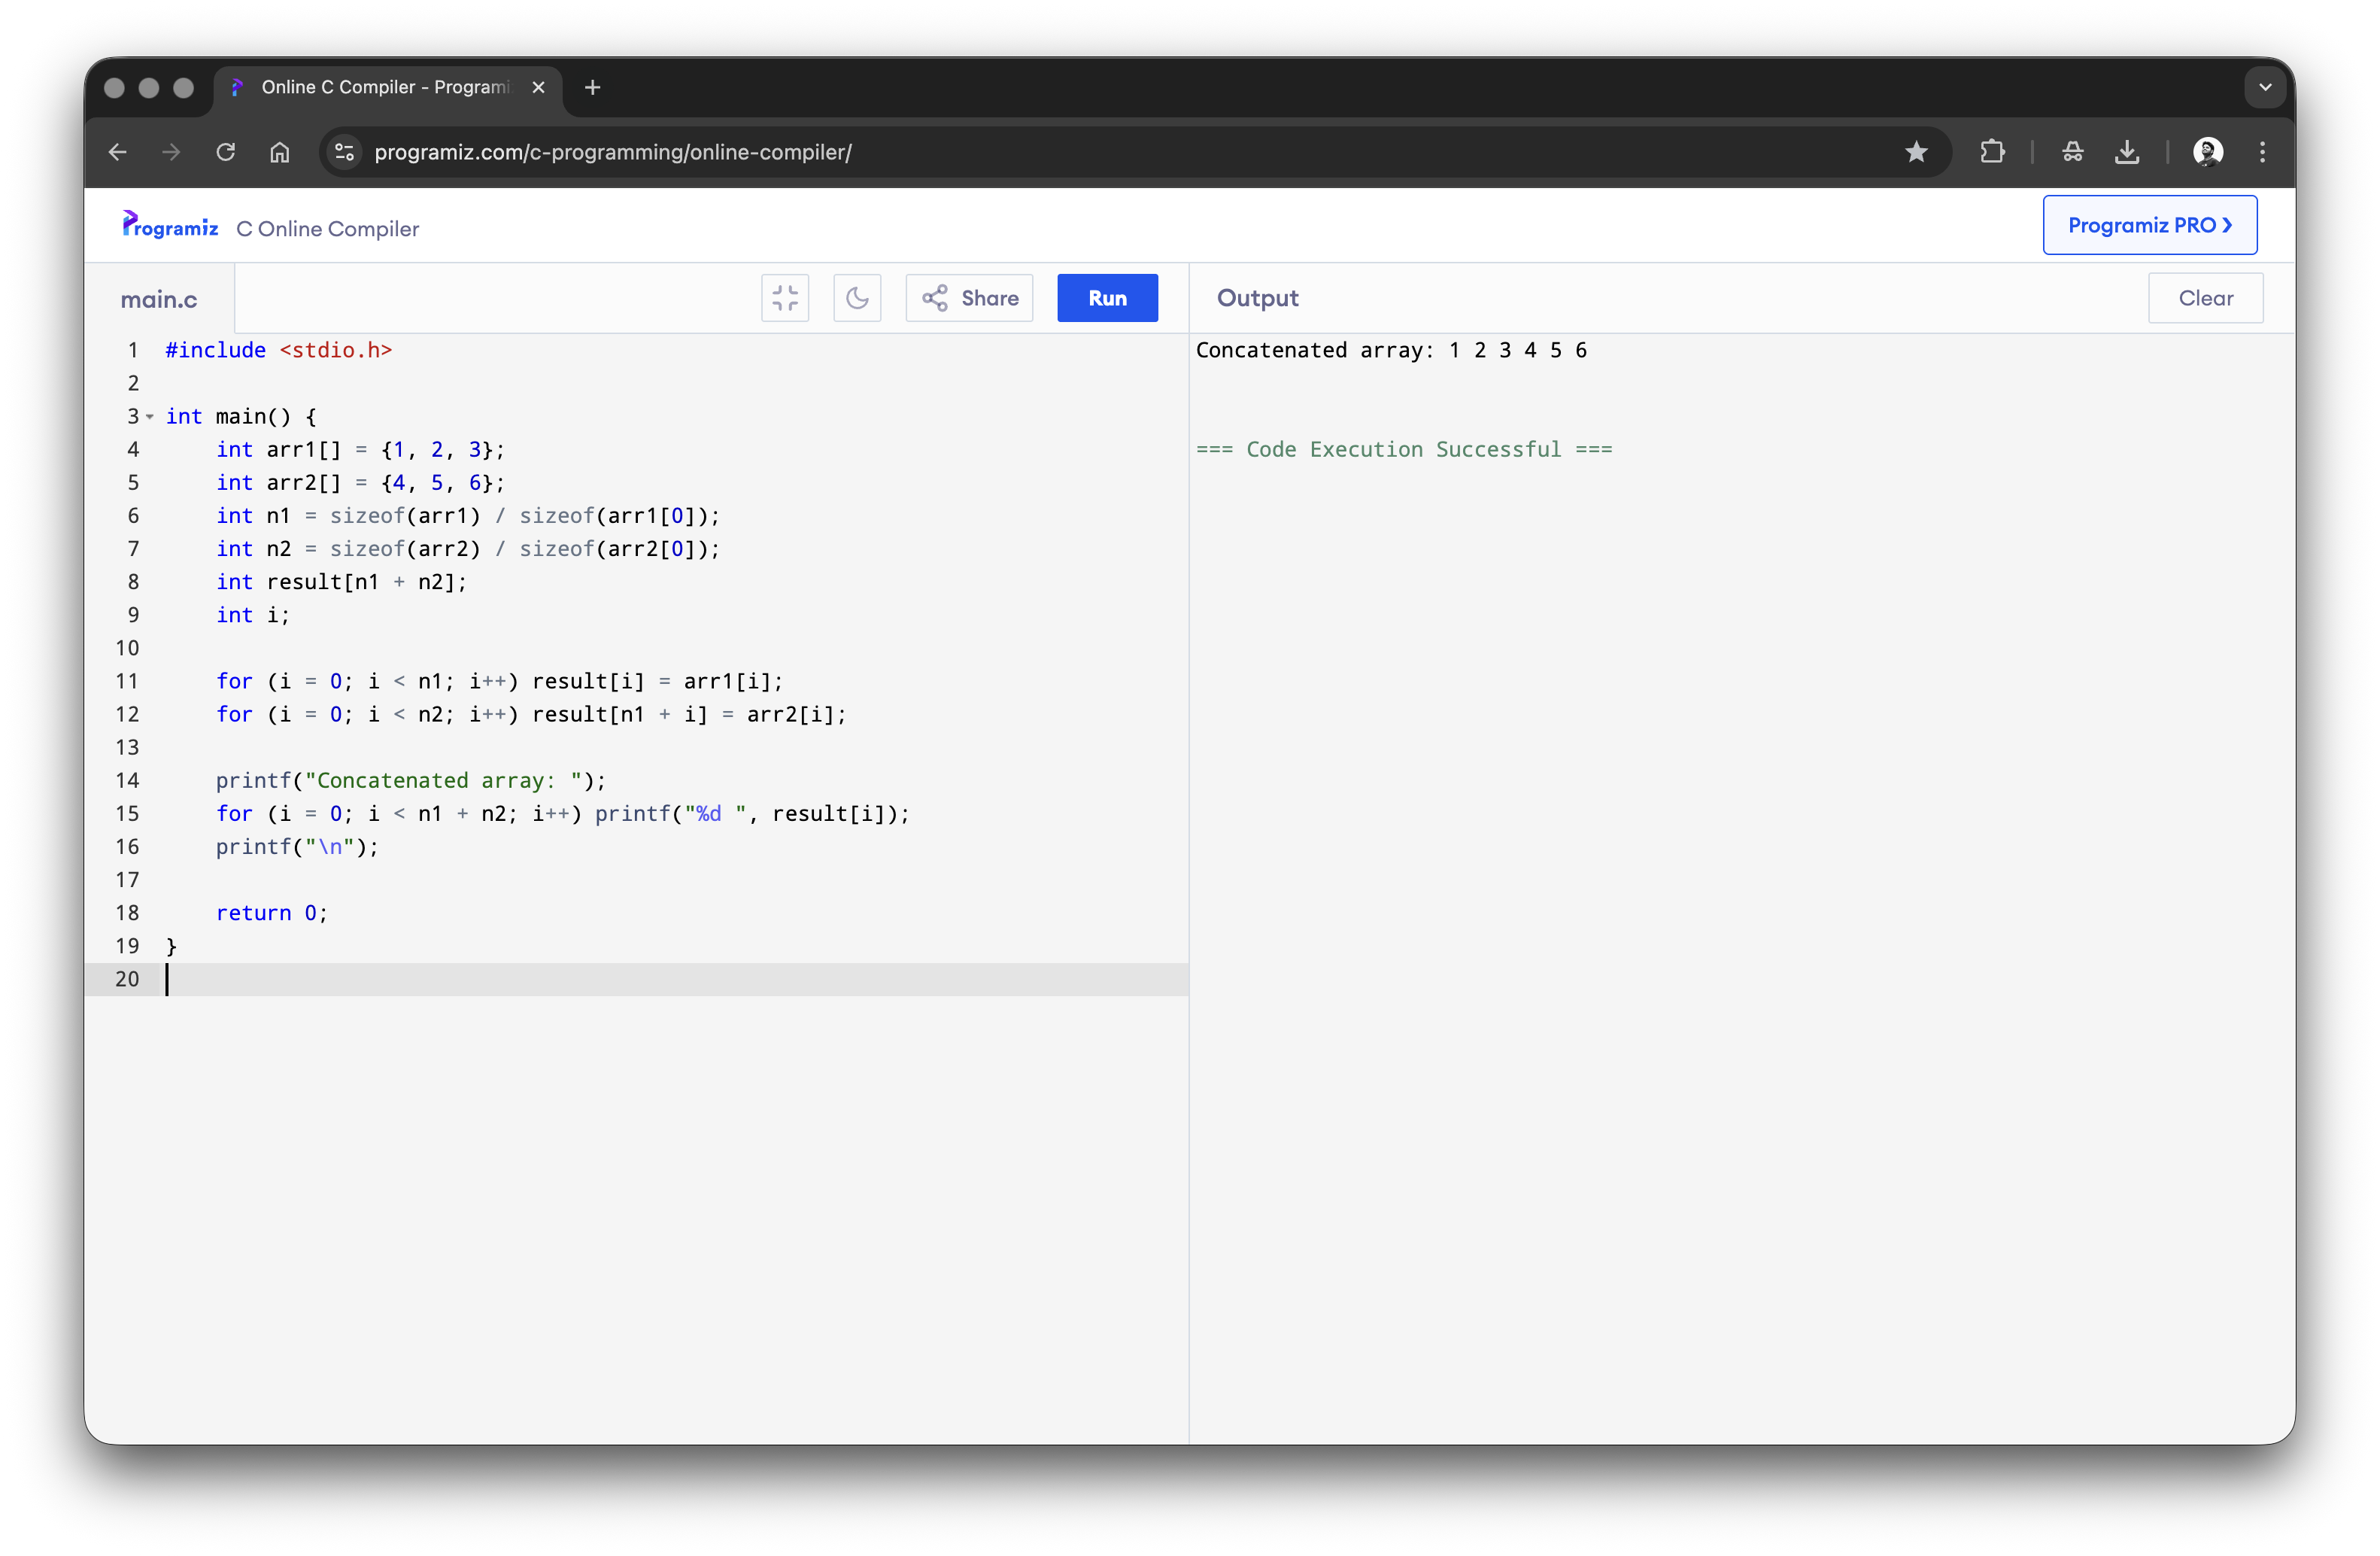 Online C Compiler - Programi
programiz.com/c-programming/online-compiler/
Programiz C Online Compiler
Programiz PRO
main.c
Share
Run
Output
Clear
1 #include <stdio.h>
2
3 int main() {
4     int arr1[] = {1, 2, 3};
5     int arr2[] = {4, 5, 6};
6     int n1 = sizeof(arr1) / sizeof(arr1[0]);
7     int n2 = sizeof(arr2) / sizeof(arr2[0]);
8     int result[n1 + n2];
9     int i;
10
11     for (i = 0; i < n1; i++) result[i] = arr1[i];
12     for (i = 0; i < n2; i++) result[n1 + i] = arr2[i];
13
14     printf("Concatenated array: ");
15     for (i = 0; i < n1 + n2; i++) printf("%d ", result[i]);
16     printf("\n");
17
18     return 0;
19 }
20
Concatenated array: 1 2 3 4 5 6
=== Code Execution Successful ===